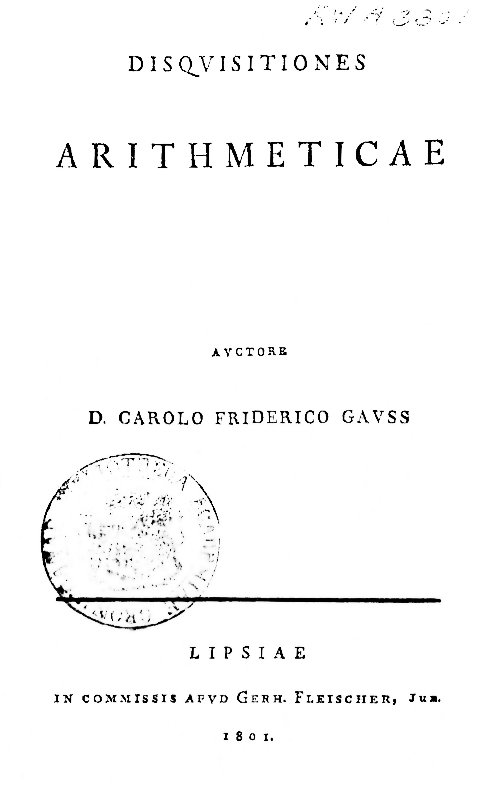 DISQVISITIONES
ARITHMETICAE
AVCTORE
D. CAROLO FRIDERICO GAVSS
LIPSIAE
IN COMMISSIS APVD GERH. FLEISCHER, Jun.
1801.